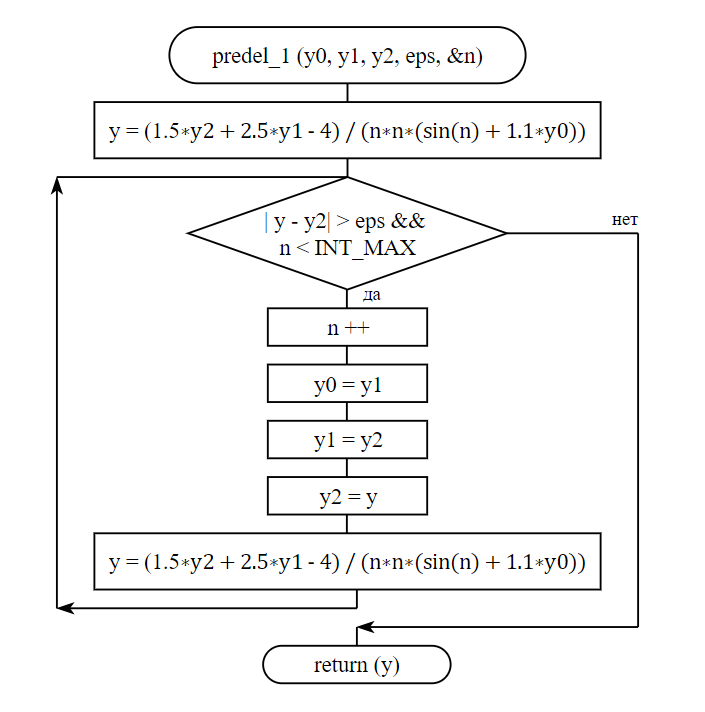 predel_1 (y0, y1, y2, eps, &n)
y = (1.5*y2 + 2.5*y1 - 4) / (n*n*(sin(n) + 1.1*y0))
| y - y2| > eps &&
n < INT_MAX
нет
да
n ++
y0 = y1
y1 = y2
y2 = y
y = (1.5*y2 + 2.5*y1 - 4) / (n*n*(sin(n) + 1.1*y0))
return (y)